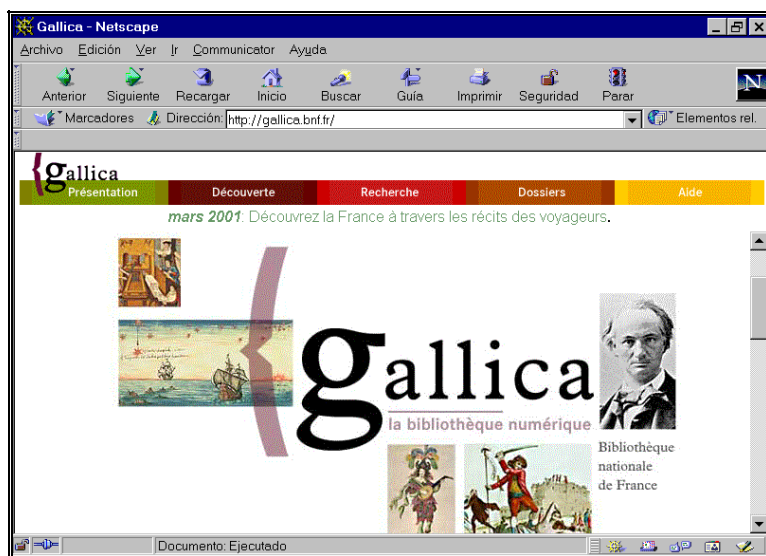 Gallica - Netscape
Archivo Edición Ver Ir Communicator Ayuda
Anterior Siguiente Recargar Inicio Buscar Guía Imprimir Seguridad Parar N
Marcadores Dirección: http://gallica.bnf.fr/ Elementos rel.
gallica
Présentation Découverte Recherche Dossiers Aide
mars 2001: Découvrez la France à travers les récits des voyageurs.
gallica
la bibliothèque numérique
Bibliothèque
nationale
de France
Documento: Ejecutado